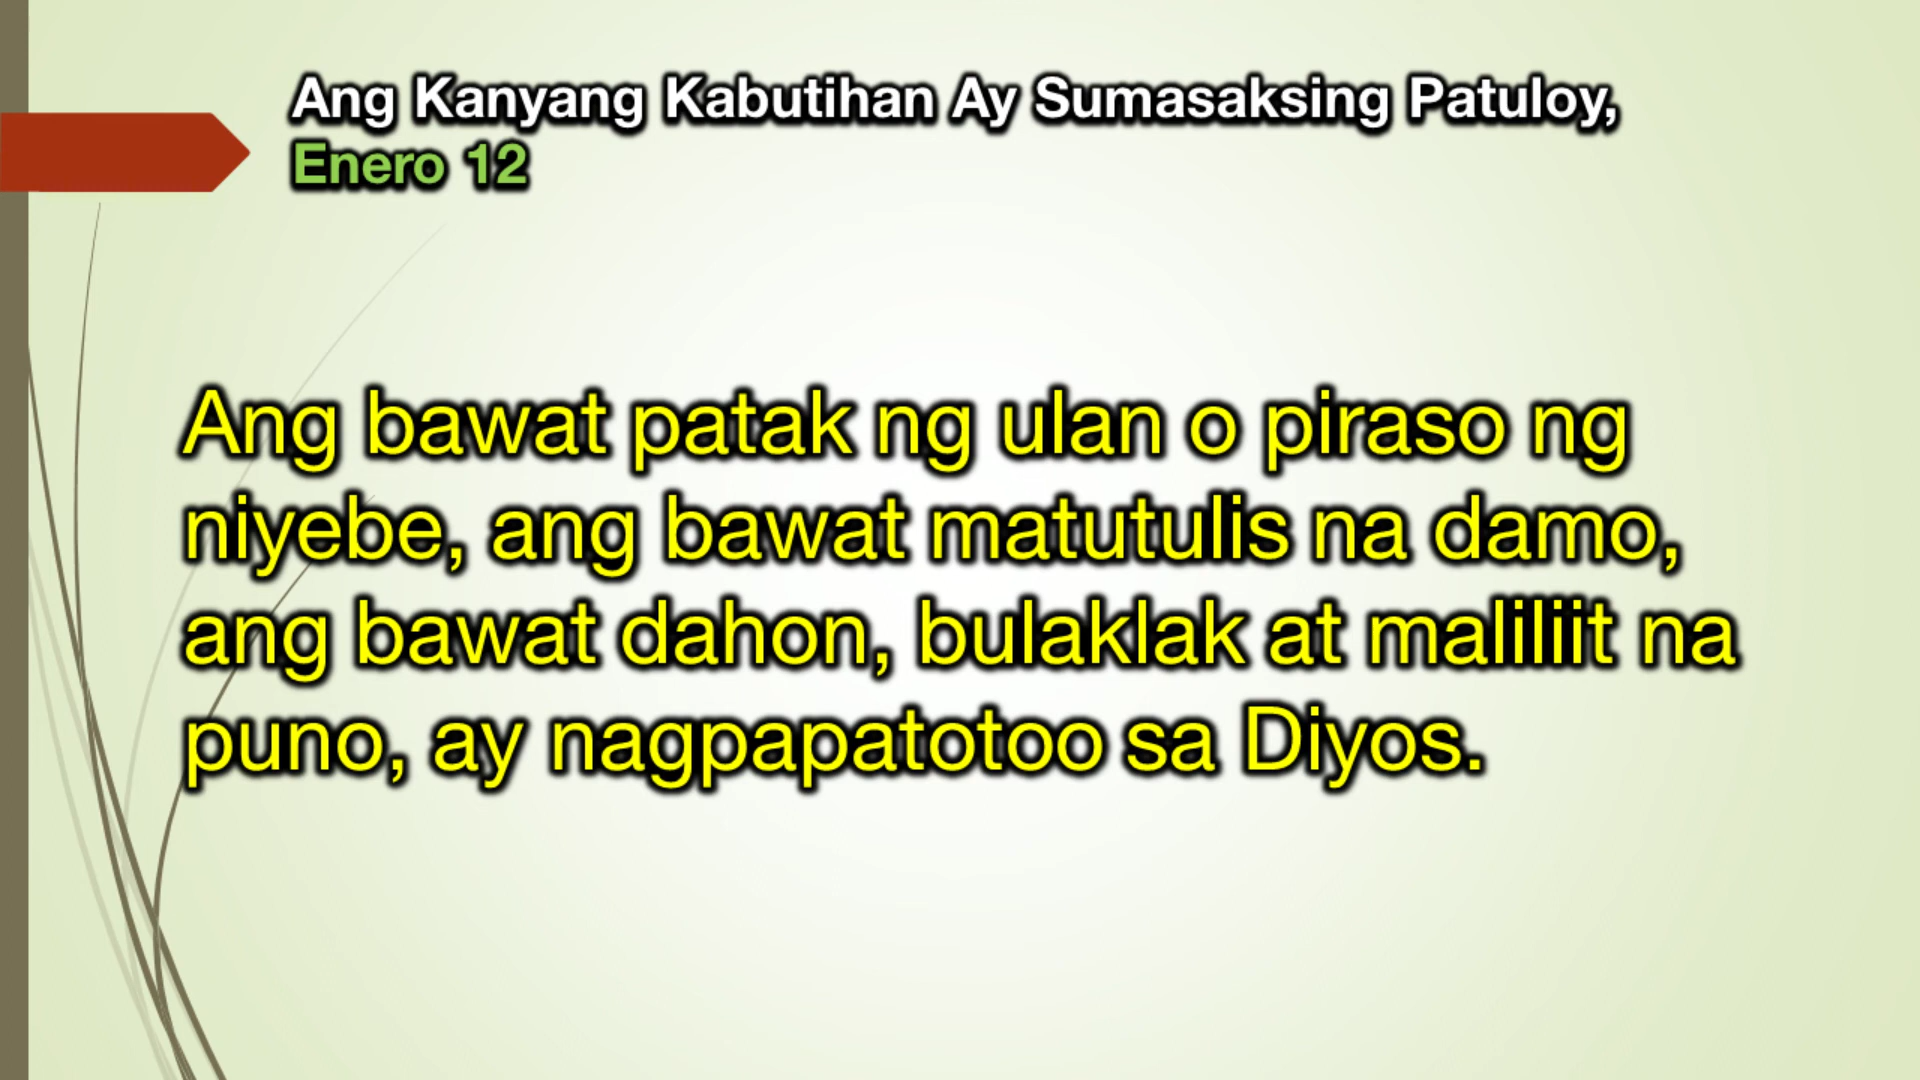 Ang Kanyang Kabutihan Ay Sumasaksing Patuloy,
Enero 12
Ang bawat patak ng ulan o piraso ng
niyebe, ang bawat matutulis na damo,
ang bawat dahon, bulaklak at maliliit na
puno, ay nagpapatotoo sa Diyos.